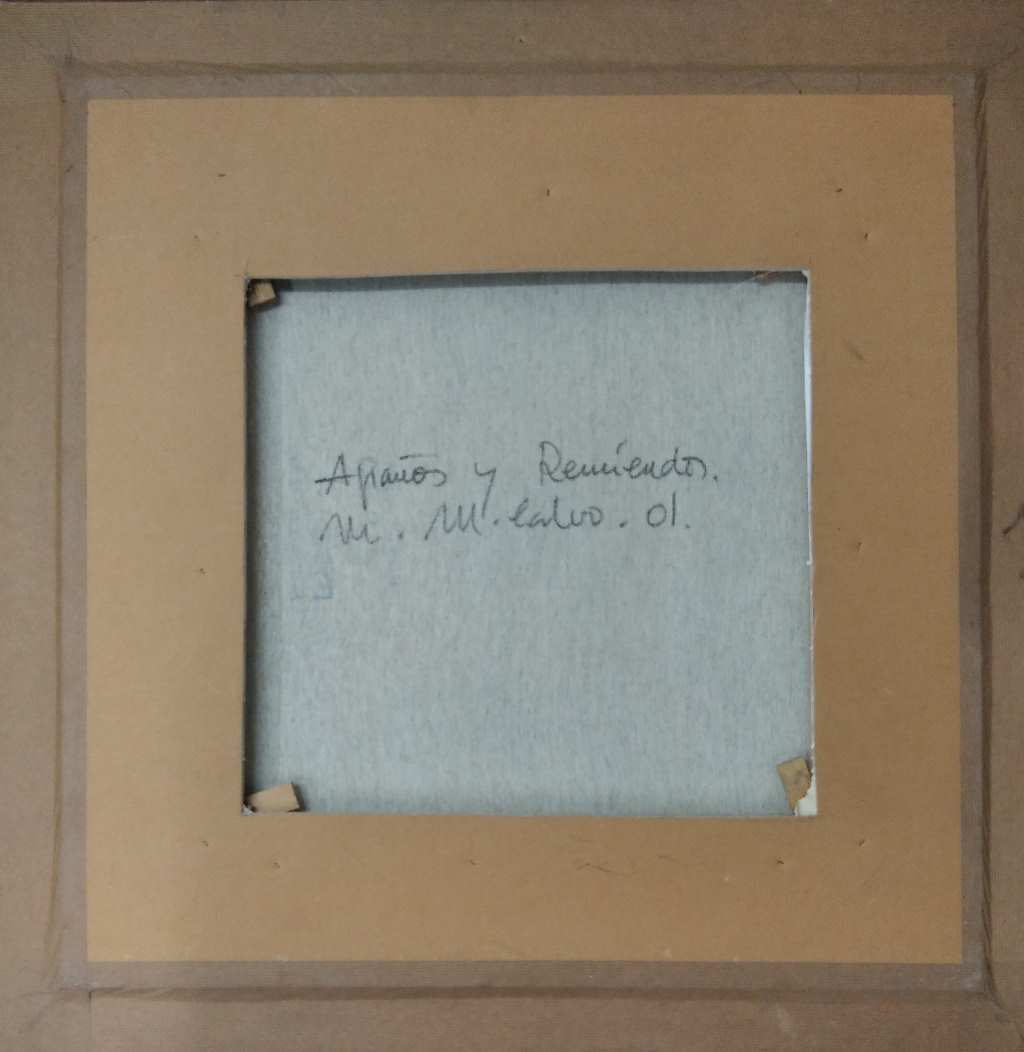 Apaños y Remiendos.
M. M. Calvo. 01.